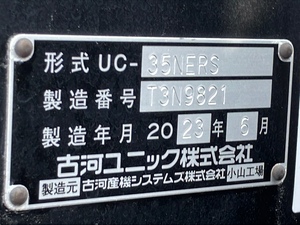 形式 UC- 35NERS
製造番号 T3N9821
製造年月 2023年6月
古河ユニック株式会社
製造元 古河産機システムズ株式会社 小山工場